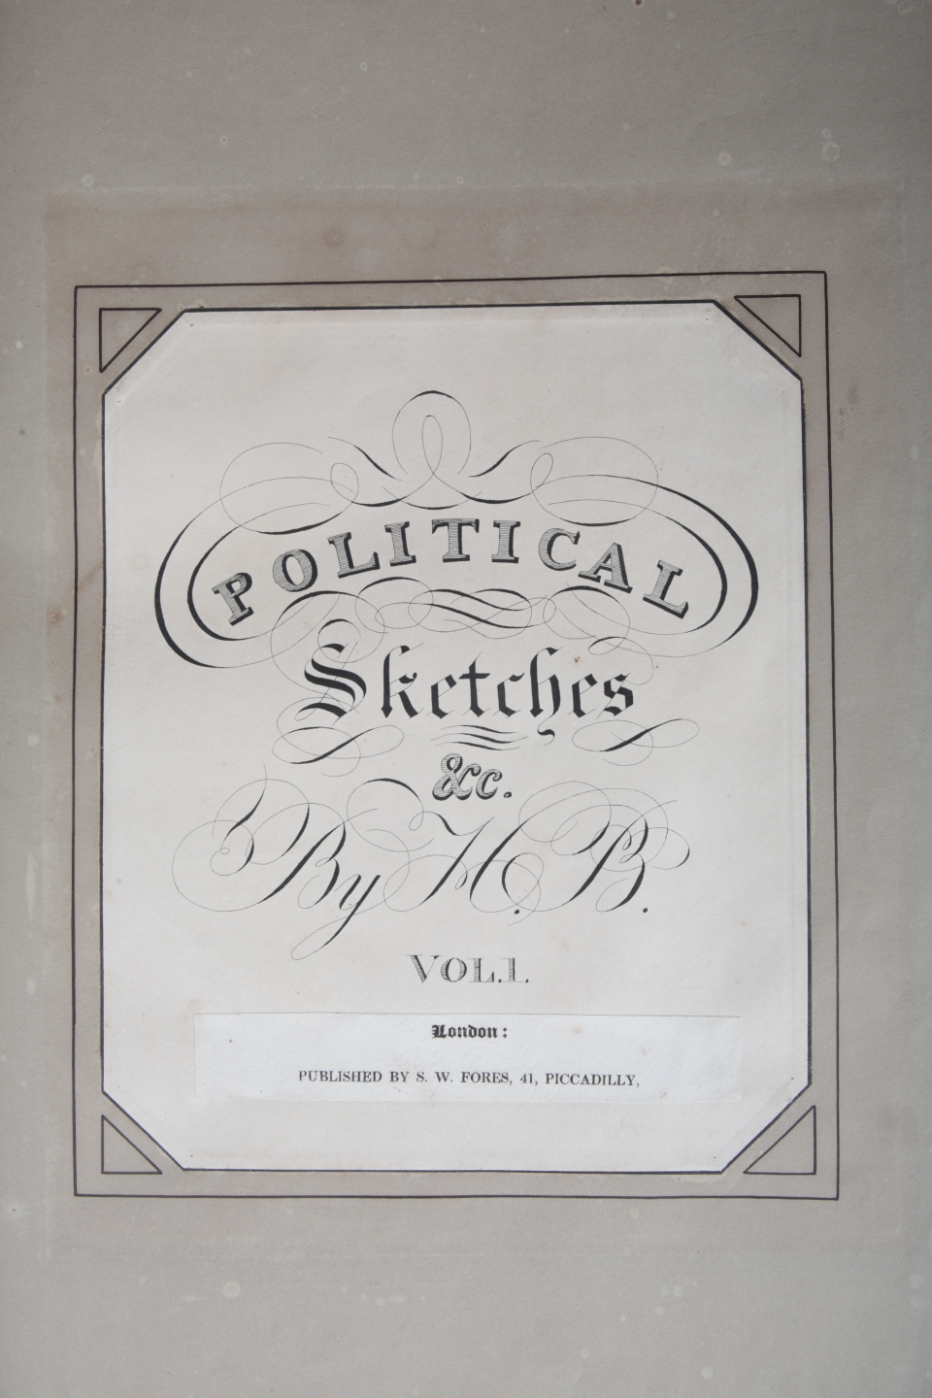 POLITICAL
Sketches
&c.
By H. B.
VOL.1.
London:
PUBLISHED BY S. W. FORES, 41, PICCADILLY,